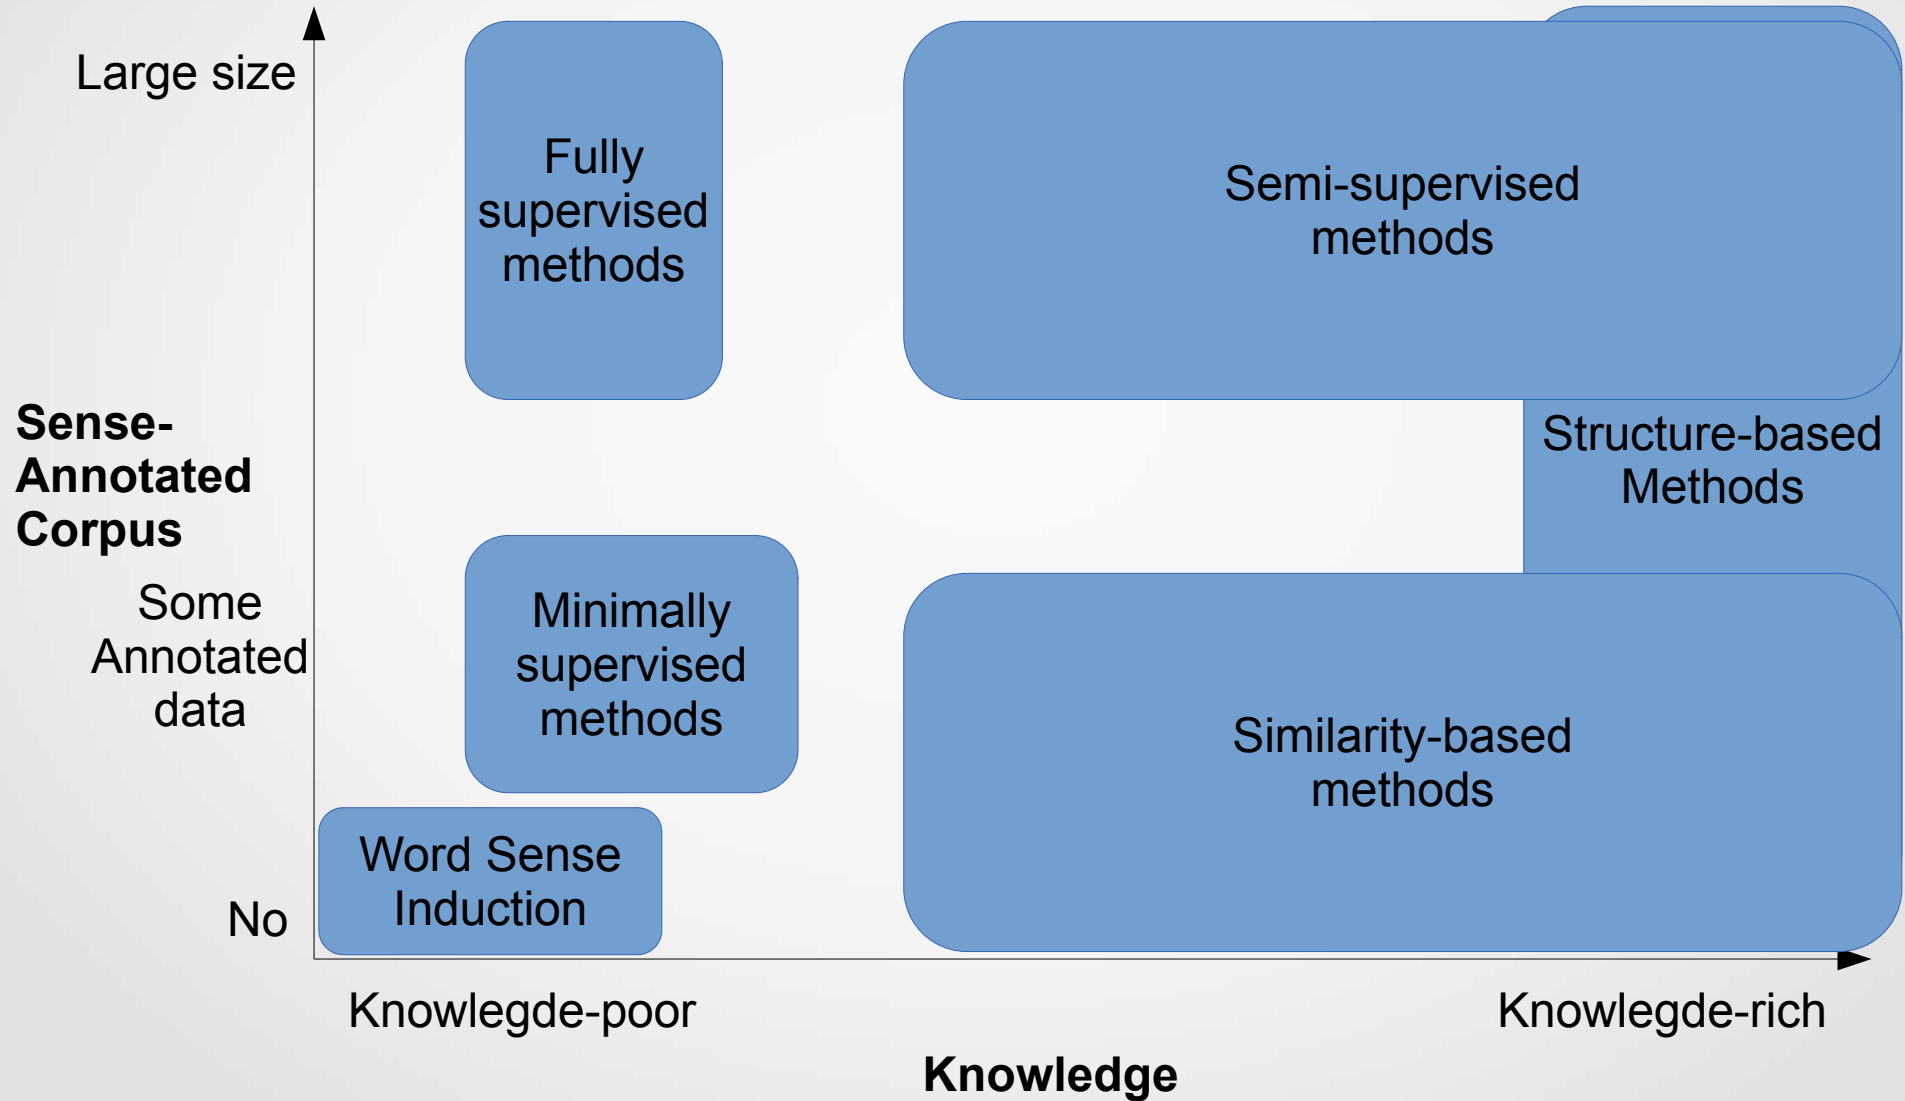 Large size
Fully
supervised
methods
Semi-supervised
methods
Sense-
Annotated
Corpus
Structure-based
Methods
Some
Annotated
data
Minimally
supervised
methods
Similarity-based
methods
Word Sense
Induction
No
Knowlegde-poor
Knowlegde-rich
Knowledge